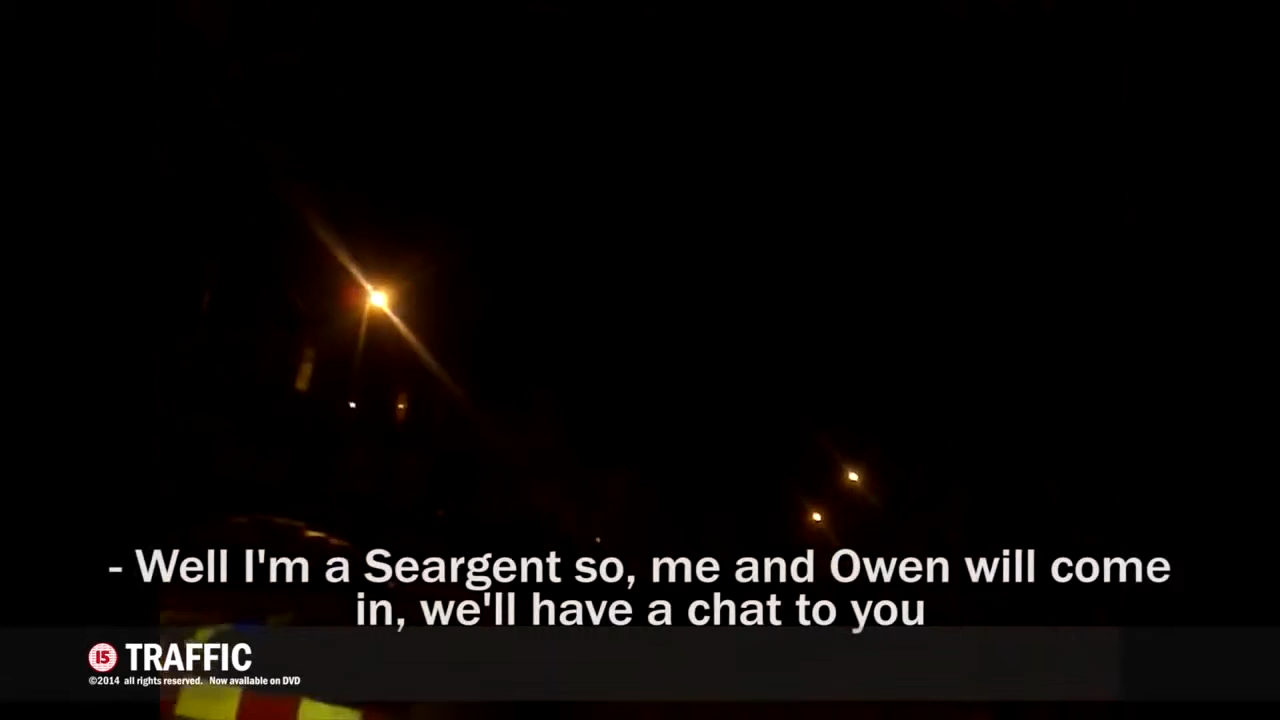 - Well I'm a Seargent so, me and Owen will come
in, we'll have a chat to you
15 TRAFFIC
©2014 all rights reserved. Now available on DVD